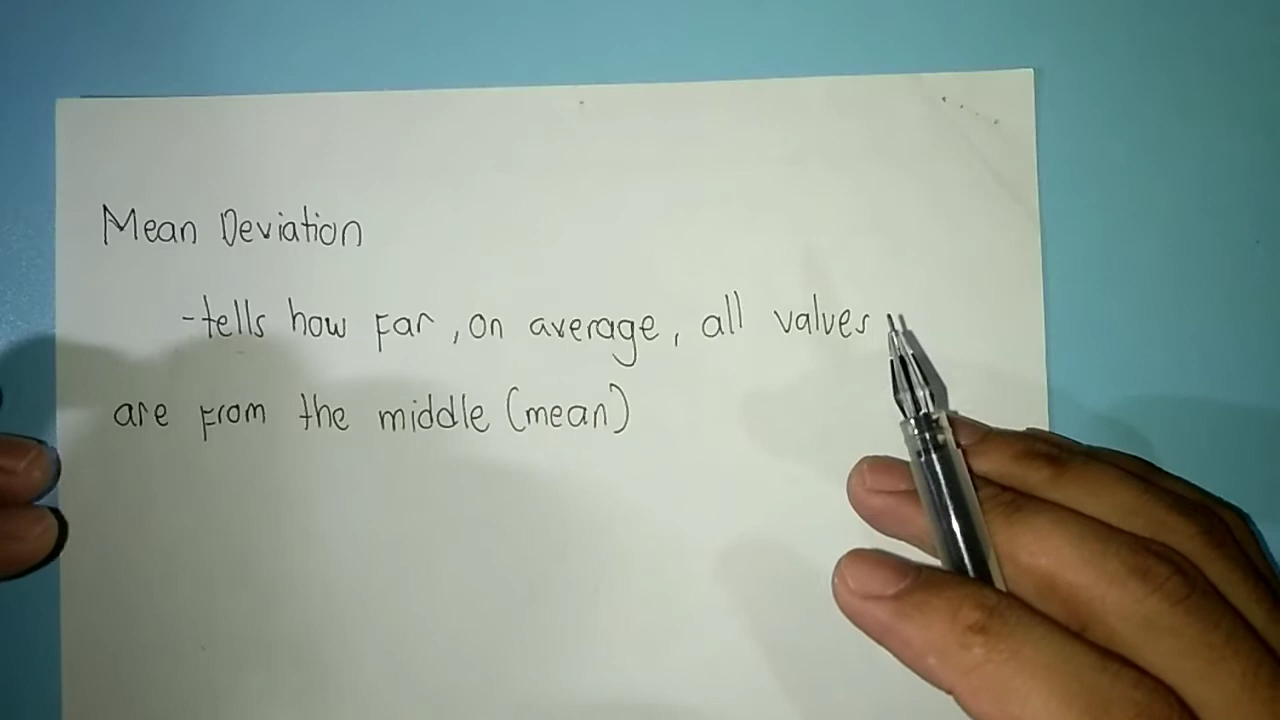 Mean Deviation
-tells how far, on average, all values
are from the middle (mean)